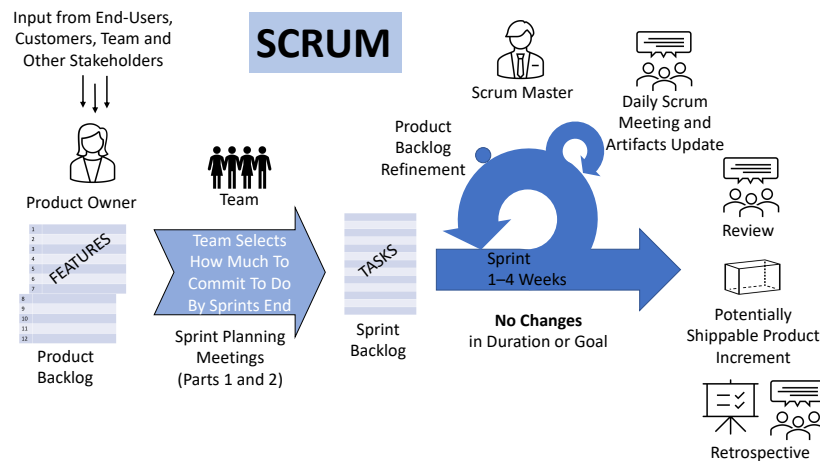 Input from End-Users,
Customers, Team and
Other Stakeholders
SCRUM
Product Owner
Team
Scrum Master
Daily Scrum
Meeting and
Artifacts Update
Product
Backlog
Refinement
Review
1
2
3
4
5
6
7
8
9
10
11
12
FEATURES
Product
Backlog
Team Selects
How Much To
Commit To Do
By Sprints End
Sprint Planning
Meetings
(Parts 1 and 2)
TASKS
Sprint
Backlog
Sprint
1–4 Weeks
No Changes
in Duration or Goal
Potentially
Shippable Product
Increment
Retrospective